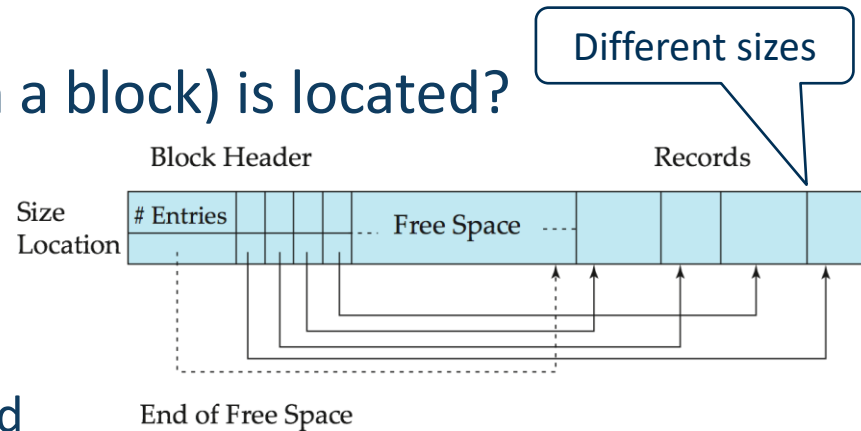 Different sizes
a block) is located?
Block Header
Records
Size
# Entries
Location
Free Space
End of Free Space